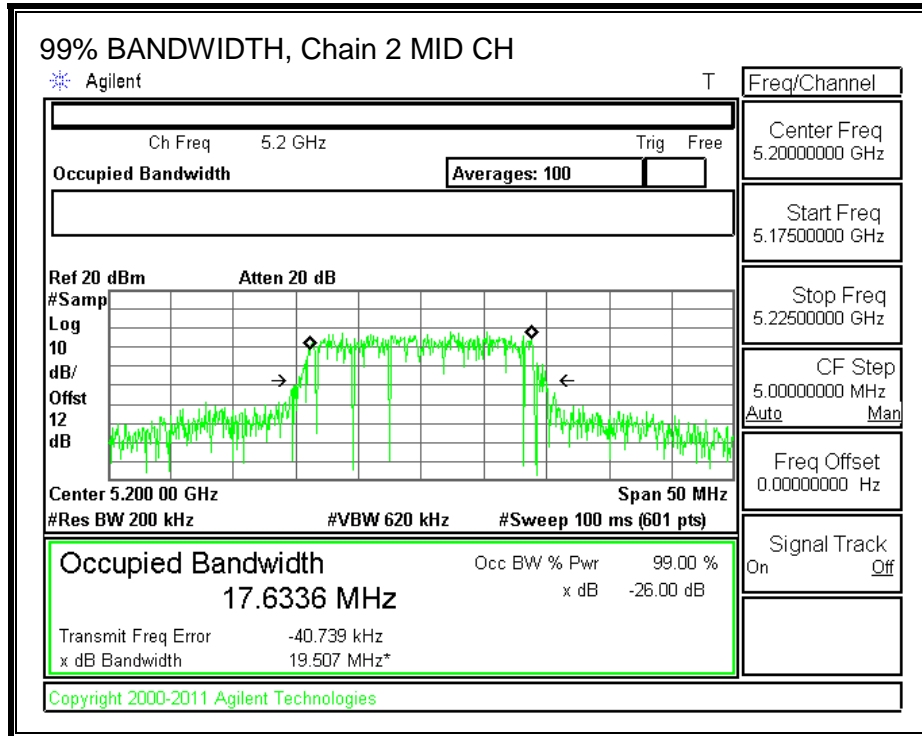 99% BANDWIDTH, Chain 2 MID CH
Agilent T
Freq/Channel
Ch Freq 5.2 GHz Trig Free
Occupied Bandwidth Averages: 100
Center Freq
5.20000000 GHz
Start Freq
5.17500000 GHz
Stop Freq
5.22500000 GHz
CF Step
5.00000000 MHz
Auto Man
Freq Offset
0.00000000 Hz
Signal Track
On Off
Ref 20 dBm Atten 20 dB
#Samp
Log
10
dB/
Offst
12
dB
Center 5.200 00 GHz Span 50 MHz
#Res BW 200 kHz #VBW 620 kHz #Sweep 100 ms (601 pts)
Occupied Bandwidth Occ BW % Pwr 99.00 %
17.6336 MHz x dB -26.00 dB
Transmit Freq Error -40.739 kHz
x dB Bandwidth 19.507 MHz*
Copyright 2000-2011 Agilent Technologies